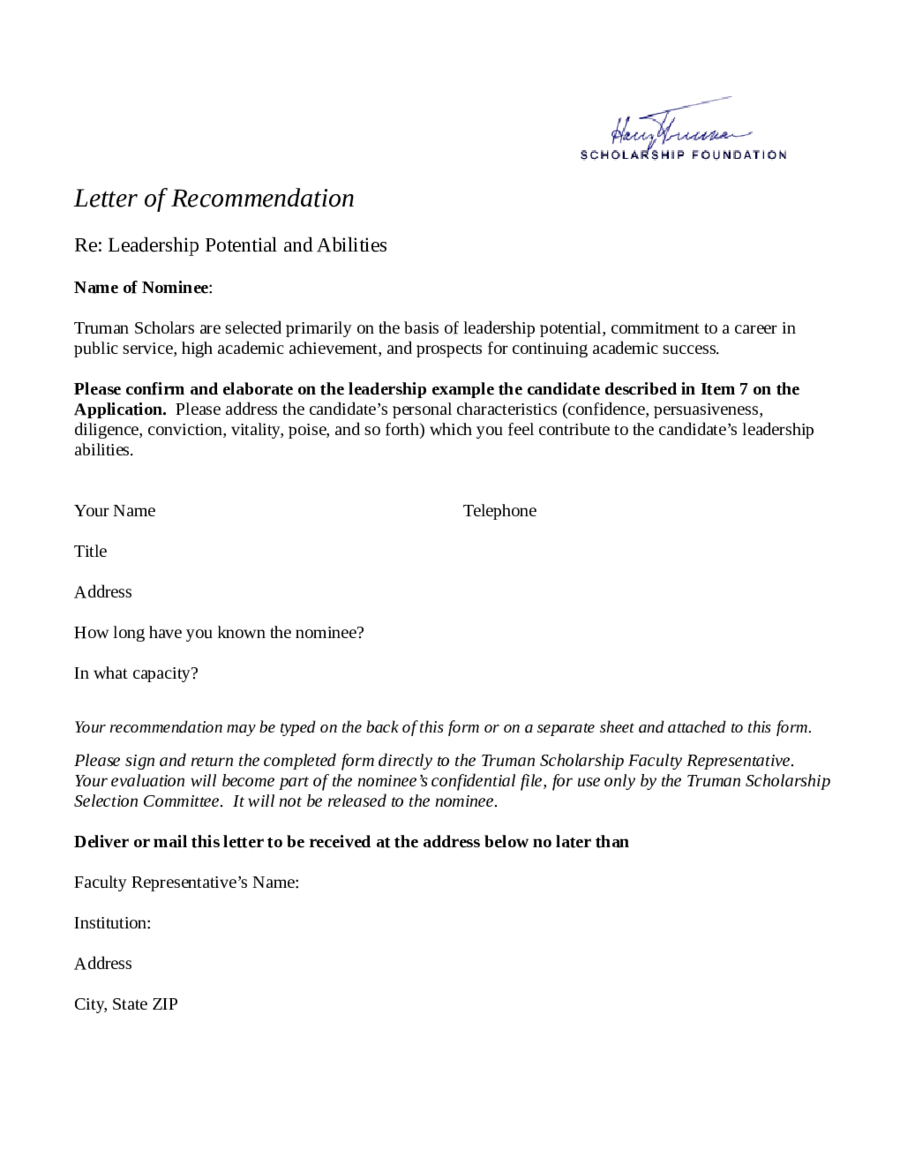 Harry Truman
SCHOLARSHIP FOUNDATION
Letter of Recommendation
Re: Leadership Potential and Abilities
Name of Nominee:
Truman Scholars are selected primarily on the basis of leadership potential, commitment to a career in
public service, high academic achievement, and prospects for continuing academic success.
Please confirm and elaborate on the leadership example the candidate described in Item 7 on the
Application.  Please address the candidate’s personal characteristics (confidence, persuasiveness,
diligence, conviction, vitality, poise, and so forth) which you feel contribute to the candidate’s leadership
abilities.
Your Name Telephone
Title
Address
How long have you known the nominee?
In what capacity?
Your recommendation may be typed on the back of this form or on a separate sheet and attached to this form.
Please sign and return the completed form directly to the Truman Scholarship Faculty Representative.
Your evaluation will become part of the nominee’s confidential file, for use only by the Truman Scholarship
Selection Committee.  It will not be released to the nominee.
Deliver or mail this letter to be received at the address below no later than
Faculty Representative’s Name:
Institution:
Address
City, State ZIP